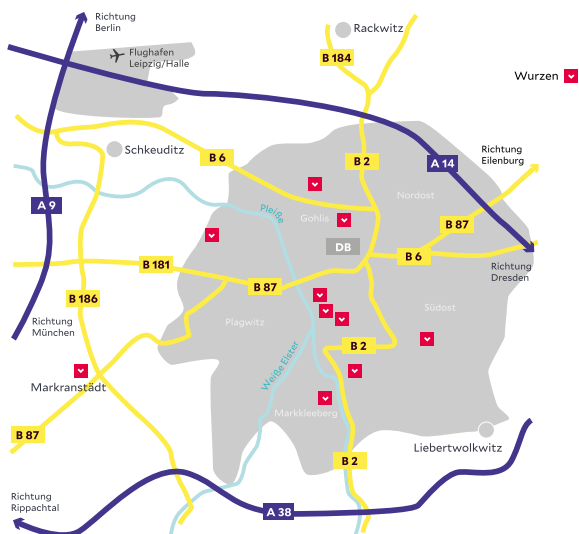 Richtung
Berlin
Rackwitz
Flughafen
Leipzig/Halle
B 184
Wurzen
Schkeuditz
B 6
B 2
A 14
Richtung
Eilenburg
Nordost
A 9
Pleiße
Gohlis
B 87
DB
B 6
B 181
Richtung
Dresden
B 87
B 186
Südost
Richtung
München
Plagwitz
B 2
Weiße Elster
Markranstädt
Markkleeberg
B 87
Liebertwolkwitz
B 2
Richtung
Rippachtal
A 38